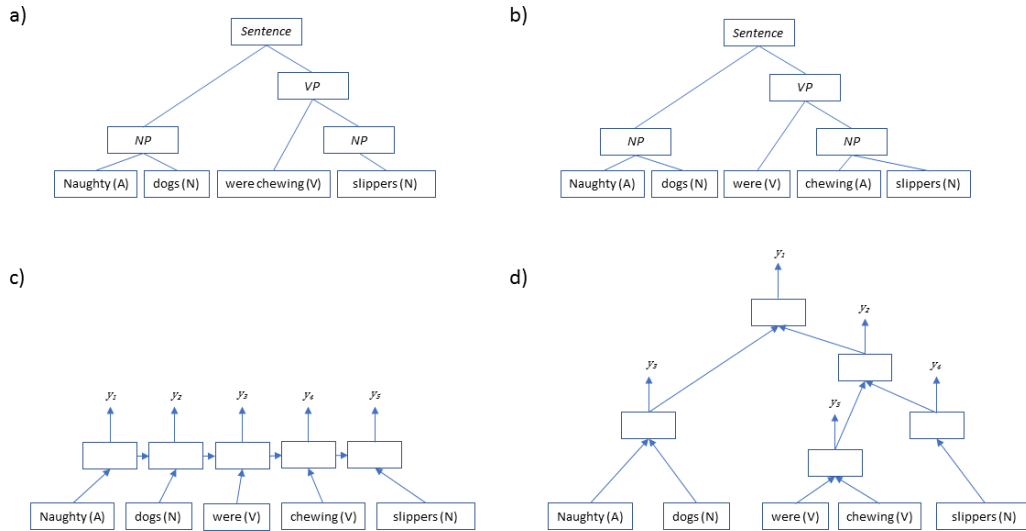 a)
Sentence
VP
NP
NP
Naughty (A)
dogs (N)
were chewing (V)
slippers (N)
b)
Sentence
VP
NP
NP
Naughty (A)
dogs (N)
were (V)
chewing (A)
slippers (N)
c)
y₁
y₂
y₃
y₄
y₅
Naughty (A)
dogs (N)
were (V)
chewing (V)
slippers (N)
d)
y₁
y₂
y₃
y₄
y₅
Naughty (A)
dogs (N)
were (V)
chewing (V)
slippers (N)